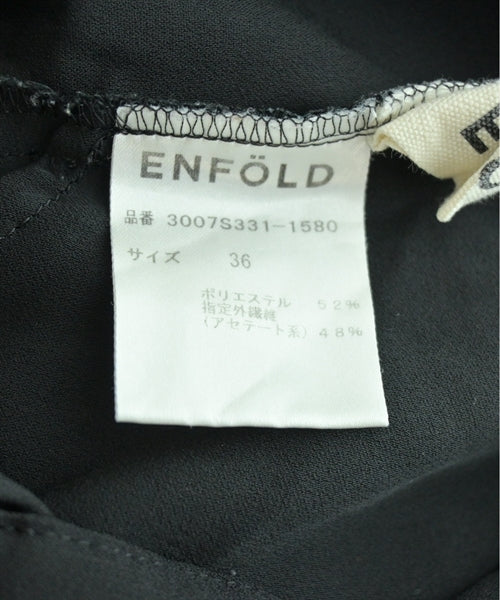 ENFÖLD
品番 3007S331-1580
サイズ 36
ポリエステル 52%
指定外繊維
(アセテート系) 48%